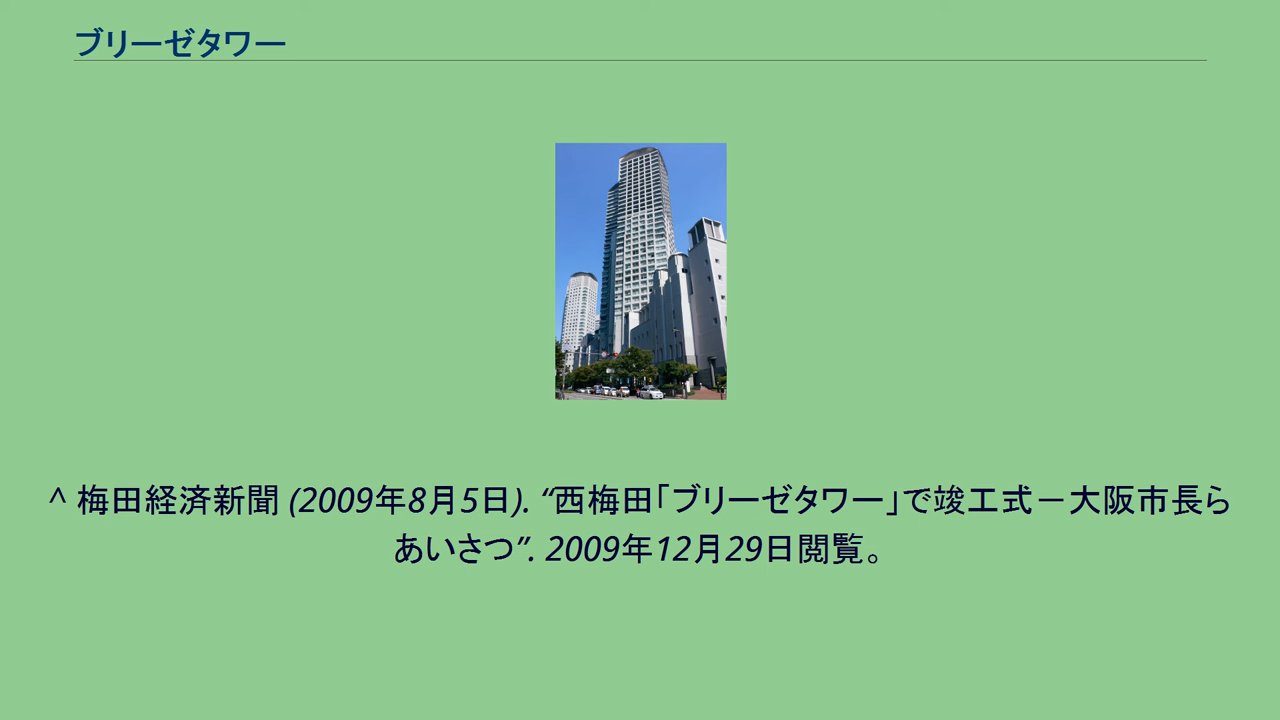 ブリーゼタワー
^ 梅田経済新聞 (2009年8月5日). “西梅田「ブリーゼタワー」で竣工式－大阪市長ら
あいさつ”. 2009年12月29日閲覧。